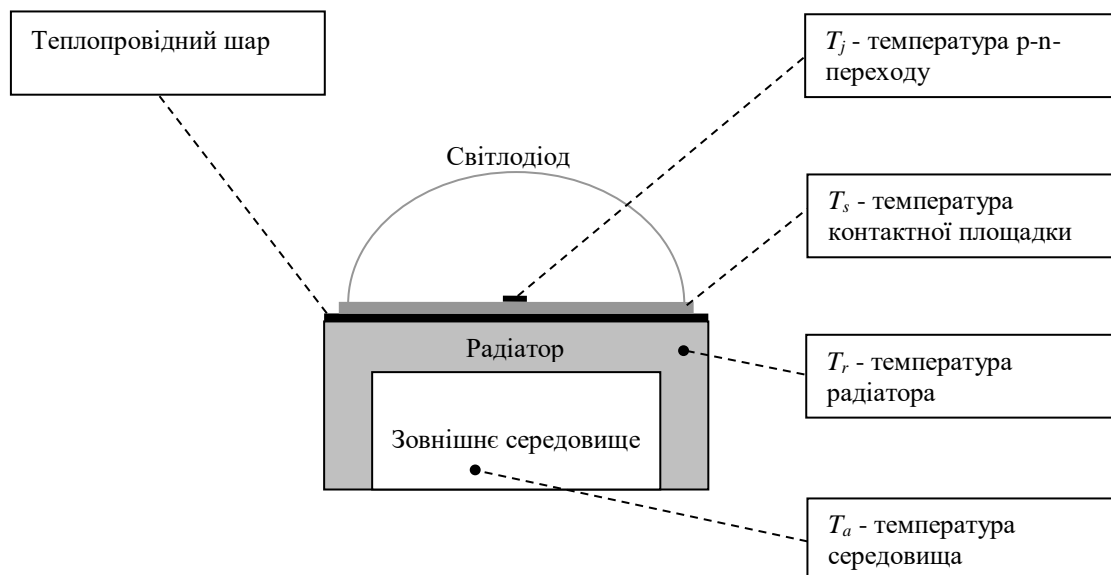 Теплопровідний шар
T_j - температура p-n-
переходу
Світлодіод
T_s - температура
контактної площадки
Радіатор
T_r - температура
радіатора
Зовнішнє середовище
T_a - температура
середовища